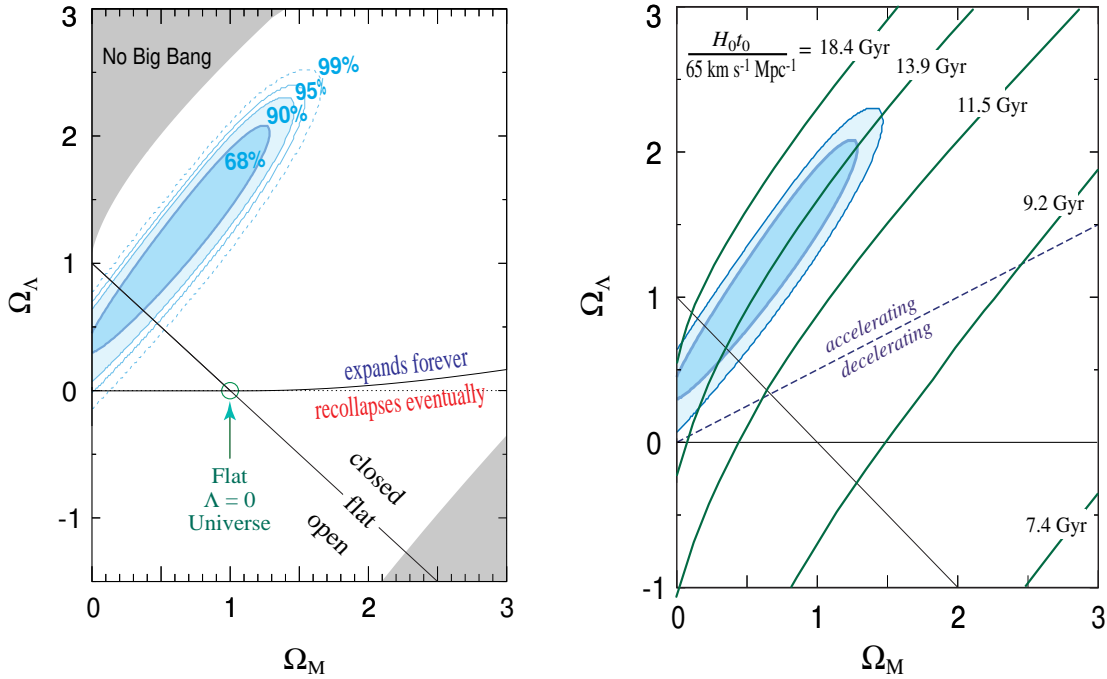 3
2
1
0
-1
0
1
2
3
Ω_Λ
Ω_M
No Big Bang
99%
95%
90%
68%
expands forever
recollapses eventually
Flat
Λ = 0
Universe
closed
flat
open
3
2
1
0
-1
0
1
2
3
Ω_Λ
Ω_M
H₀t₀
65 km s⁻¹ Mpc⁻¹
= 18.4 Gyr
13.9 Gyr
11.5 Gyr
9.2 Gyr
7.4 Gyr
accelerating
decelerating